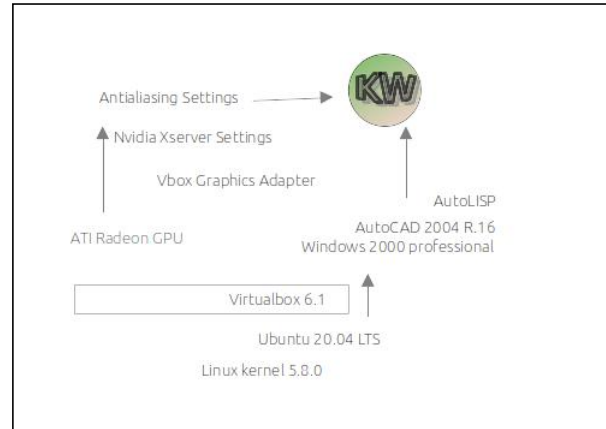 KW
Antialiasing Settings
Nvidia Xserver Settings
Vbox Graphics Adapter
AutoLISP
AutoCAD 2004 R.16
ATI Radeon GPU
Windows 2000 professional
Virtualbox 6.1
Ubuntu 20.04 LTS
Linux kernel 5.8.0